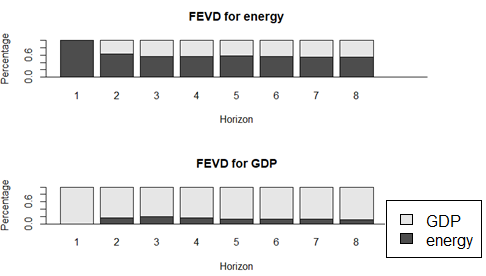 FEVD for energy
Percentage
0.0 0.6
1 2 3 4 5 6 7 8
Horizon
FEVD for GDP
Percentage
0.0 0.6
1 2 3 4 5 6 7 8
Horizon
GDP
energy